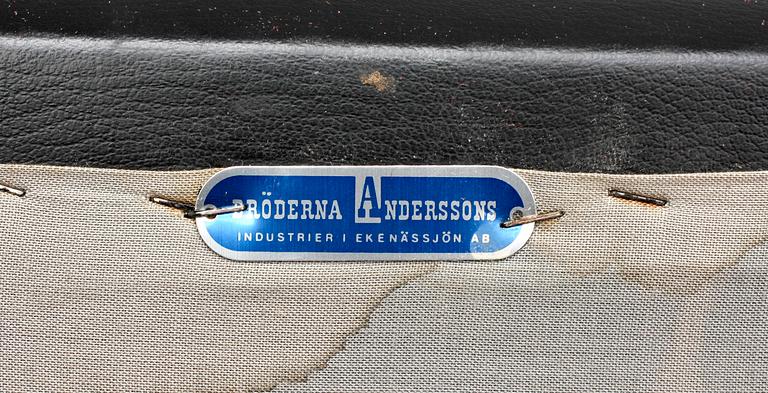 BRÖDERNA ANDERSSONS
INDUSTRIER I EKENÄSSJÖN AB